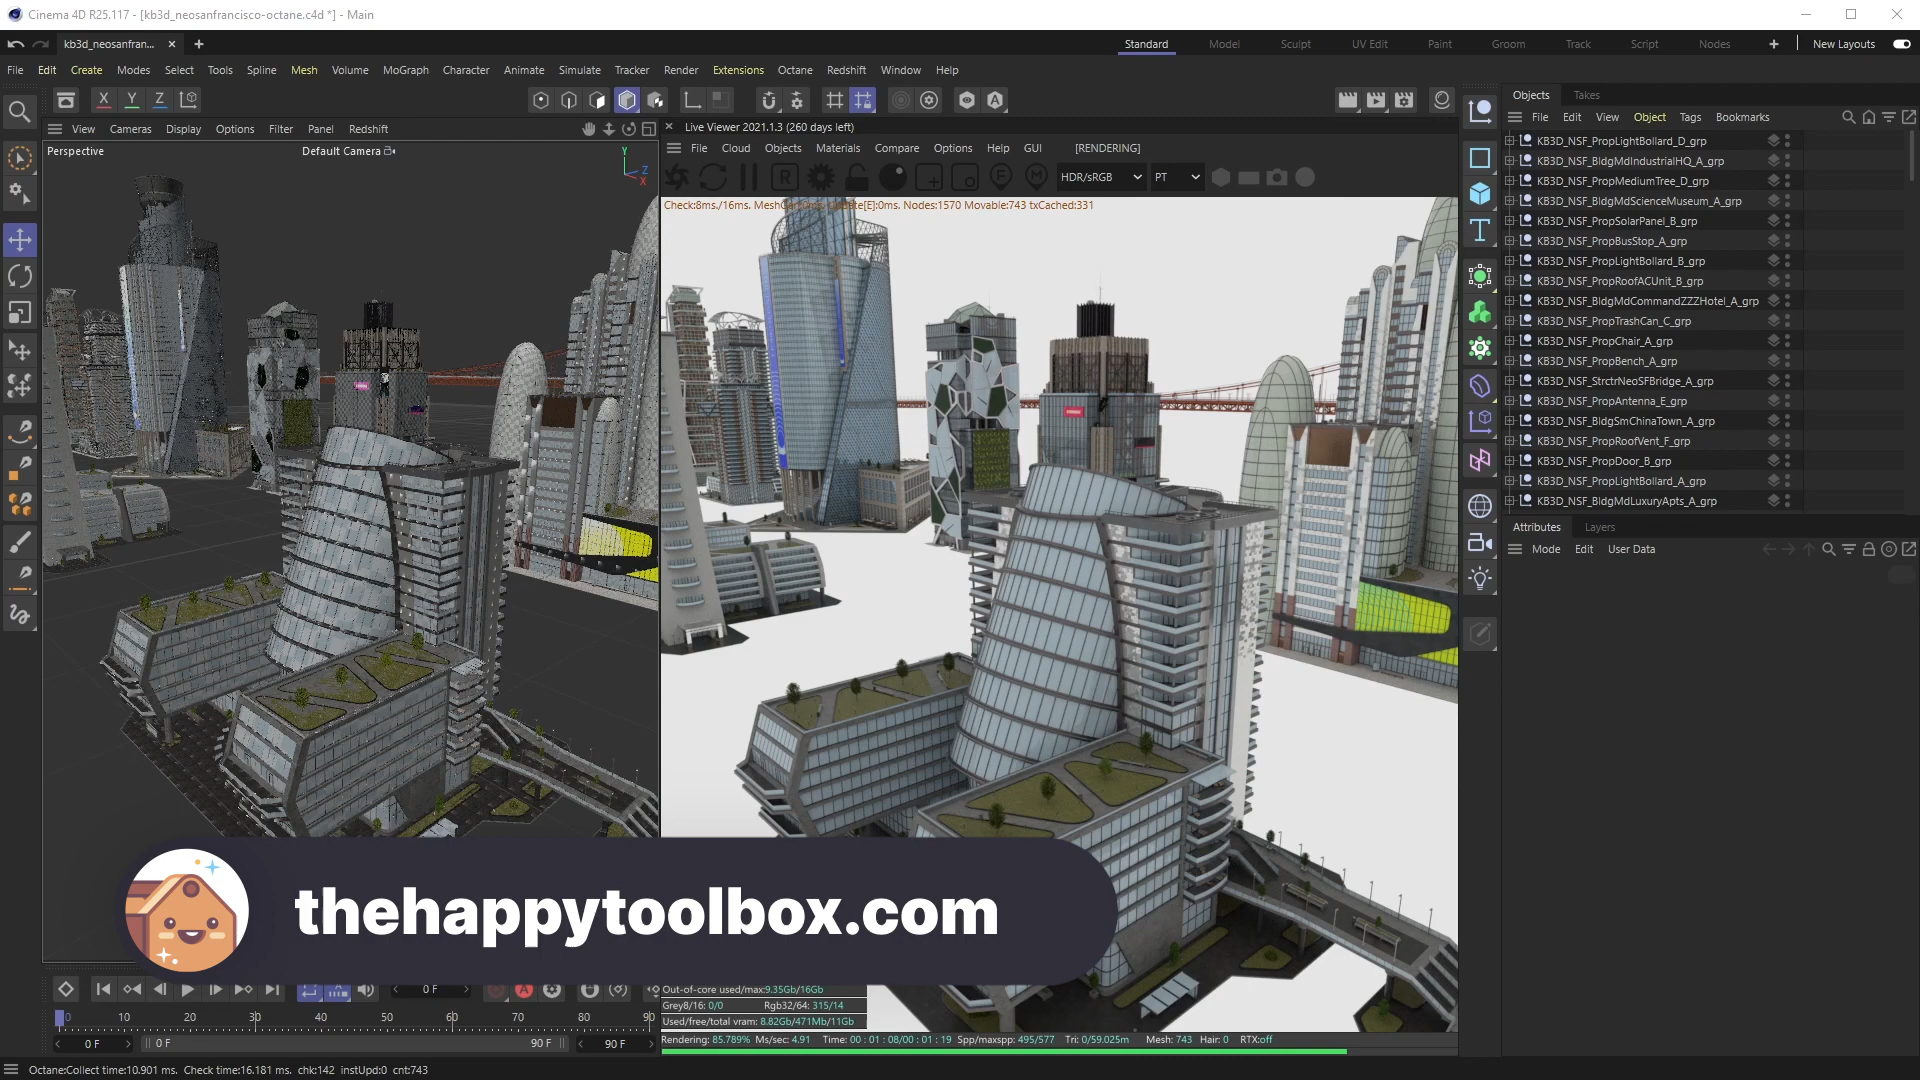 Cinema 4D R25.117 - [kb3d_neosanfrancisco-octane.c4d *] - Main
kb3d_neosanfran... × +
Standard Model Sculpt UV Edit Paint Groom Track Script Nodes + New Layouts
File Edit Create Modes Select Tools Spline Mesh Volume MoGraph Character Animate Simulate Tracker Render Extensions Octane Redshift Window Help
X Y Z
View Cameras Display Options Filter Panel Redshift
Perspective
Default Camera
Y
Z
X
Live Viewer 2021.1.3 (260 days left)
File Cloud Objects Materials Compare Options Help GUI [RENDERING]
HDR/sRGB PT
Nodes:1570 Movable:743 txCached:331
Objects Takes
File Edit View Object Tags Bookmarks
KB3D_NSF_PropLightBollard_D_grp
KB3D_NSF_BldgMdIndustrialHQ_A_grp
KB3D_NSF_PropMediumTree_D_grp
KB3D_NSF_BldgMdScienceMuseum_A_grp
KB3D_NSF_PropSolarPanel_B_grp
KB3D_NSF_PropBusStop_A_grp
KB3D_NSF_PropLightBollard_B_grp
KB3D_NSF_PropRoofACUnit_B_grp
KB3D_NSF_BldgMdCommandZZZHotel_A_grp
KB3D_NSF_PropTrashCan_C_grp
KB3D_NSF_PropChair_A_grp
KB3D_NSF_PropBench_A_grp
KB3D_NSF_StrctrNeoSFBridge_A_grp
KB3D_NSF_PropAntenna_E_grp
KB3D_NSF_BldgSmChinaTown_A_grp
KB3D_NSF_PropRoofVent_F_grp
KB3D_NSF_PropDoor_B_grp
KB3D_NSF_PropLightBollard_A_grp
KB3D_NSF_BldgMdLuxuryApts_A_grp
Attributes Layers
Mode Edit User Data
thehappytoolbox.com
0 F
0 10 20 30 40 50 60 70 80 90
0 F 0 F 90 F 90 F
Out-of-core used/max:9.35Gb/16Gb
Grey8/16: 0/0 Rgb32/64: 315/14
Used/free/total vram: 8.82Gb/471Mb/11Gb
Rendering: 85.789% Ms/sec: 4.91 Time: 00 : 01 : 08/00 : 01 : 19 Spp/maxspp: 495/577 Tri: 0/59.025m Mesh: 743 Hair: 0 RTX:off
Octane:Collect time:10.901 ms. Check time:16.181 ms. chk:142 instUpd:0 cnt:743